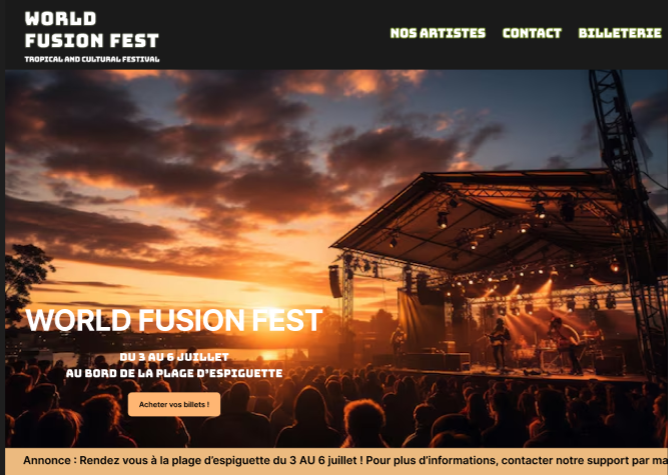 WORLD
FUSION FEST
TROPICAL AND CULTURAL FESTIVAL
NOS ARTISTES CONTACT BILLETERIE
WORLD FUSION FEST
DU 3 AU 6 JUILLET
AU BORD DE LA PLAGE D'ESPIGUETTE
Acheter vos billets !
Annonce : Rendez vous à la plage d'espiguette du 3 AU 6 juillet ! Pour plus d'informations, contacter notre support par ma